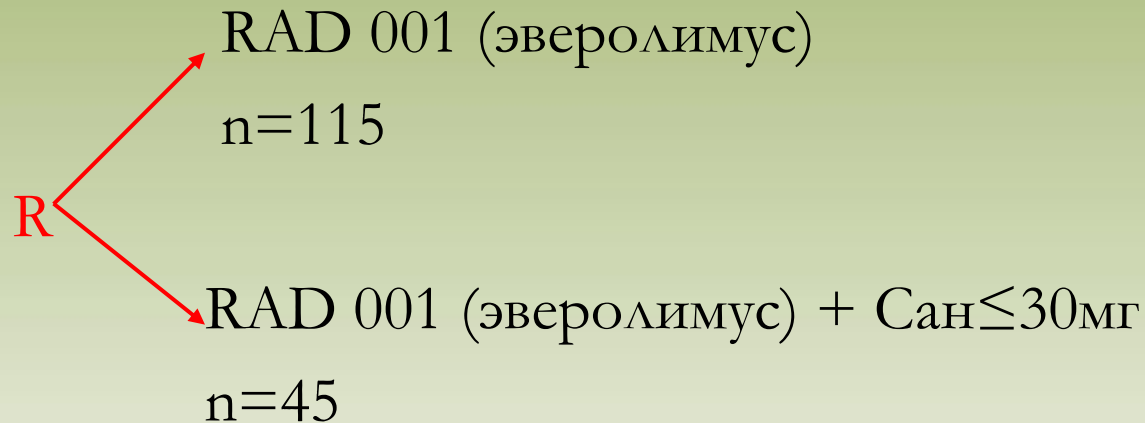 RAD 001 (эверолимус)
n=115
R
RAD 001 (эверолимус) + Сан≤30мг
n=45